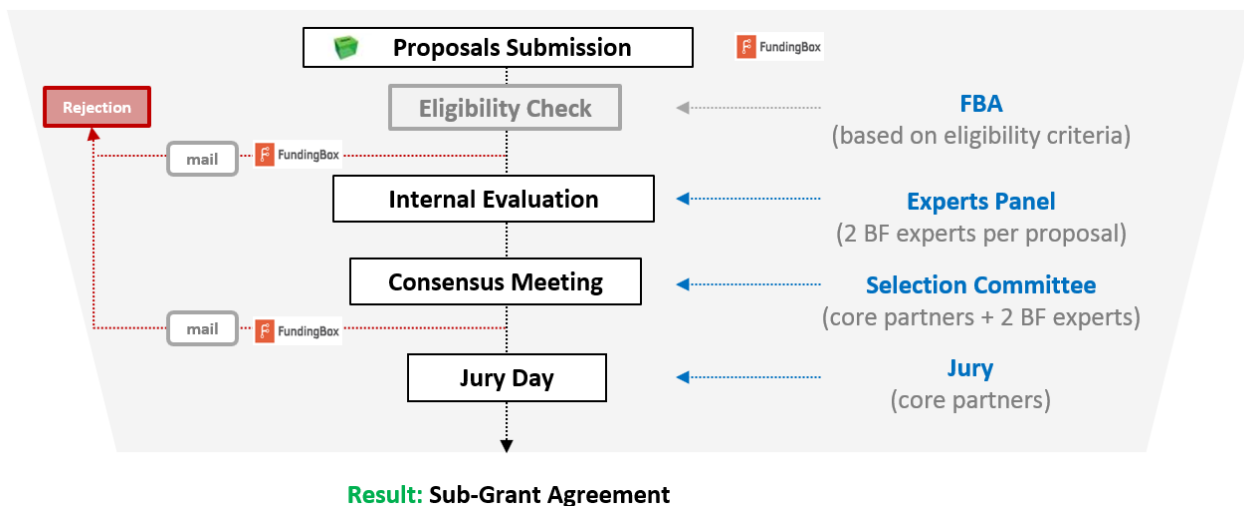 Proposals Submission
FundingBox
Rejection
Eligibility Check
FBA
(based on eligibility criteria)
mail
FundingBox
Internal Evaluation
Experts Panel
(2 BF experts per proposal)
Consensus Meeting
Selection Committee
(core partners + 2 BF experts)
mail
FundingBox
Jury Day
Jury
(core partners)
Result: Sub-Grant Agreement